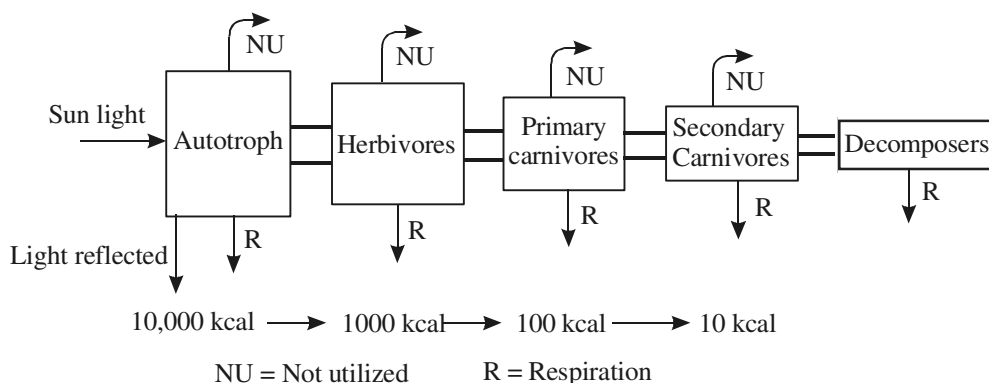 NU
NU
NU
NU
Sun light
Autotroph
Herbivores
Primary
carnivores
Secondary
Carnivores
Decomposers
R
R
R
R
R
Light reflected
10,000 kcal
1000 kcal
100 kcal
10 kcal
NU = Not utilized
R = Respiration